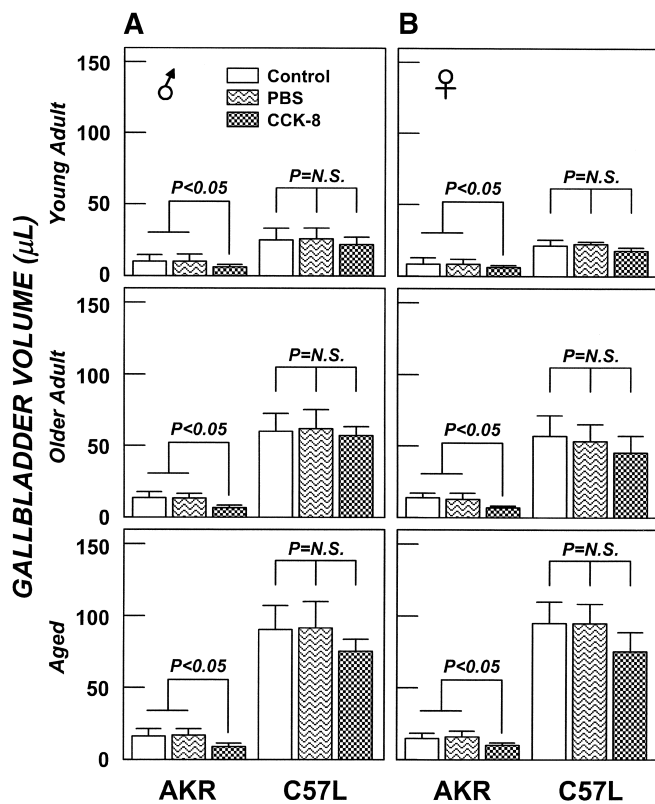 A
B
GALLBLADDER VOLUME (μL)
Young Adult
150
100
50
0
♂
Control
PBS
CCK-8
P<0.05
P=N.S.
♀
P<0.05
P=N.S.
Older Adult
150
100
50
0
P<0.05
P=N.S.
P<0.05
P=N.S.
Aged
150
100
50
0
P<0.05
P=N.S.
P<0.05
P=N.S.
AKR
C57L
AKR
C57L